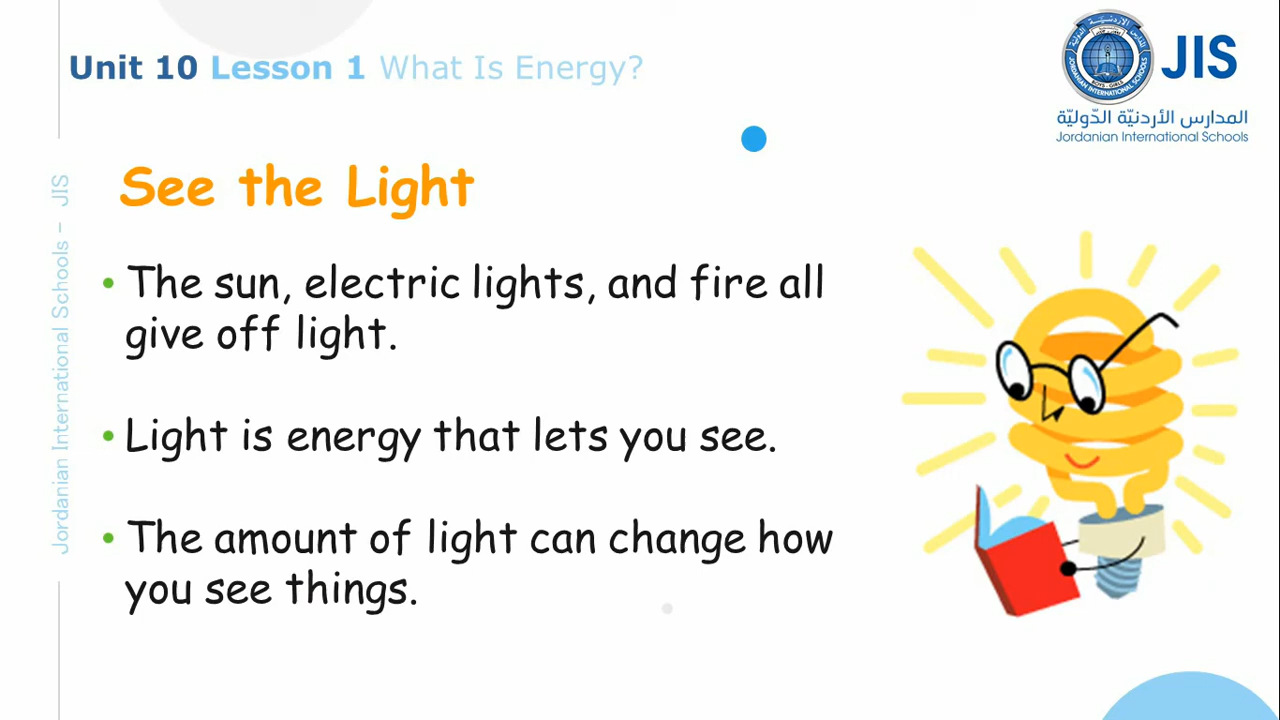 Unit 10 Lesson 1 What Is Energy?
JIS
المدارس الأردنيّة الدّوليّة
Jordanian International Schools
See the Light
• The sun, electric lights, and fire all
give off light.
• Light is energy that lets you see.
• The amount of light can change how
you see things.
Jordanian International Schools – JIS